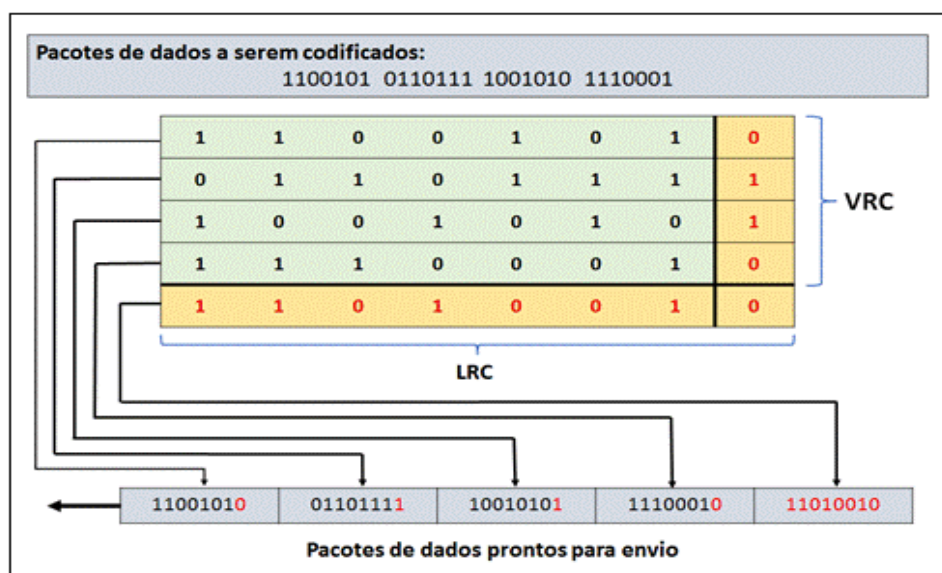 Pacotes de dados a serem codificados:
1100101 0110111 1001010 1110001
1 1 0 0 1 0 1 0
0 1 1 0 1 1 1 1
1 0 0 1 0 1 0 1
1 1 1 0 0 0 1 0
1 1 0 1 0 0 1 0
VRC
LRC
11001010 01101111 10010101 11100010 11010010
Pacotes de dados prontos para envio